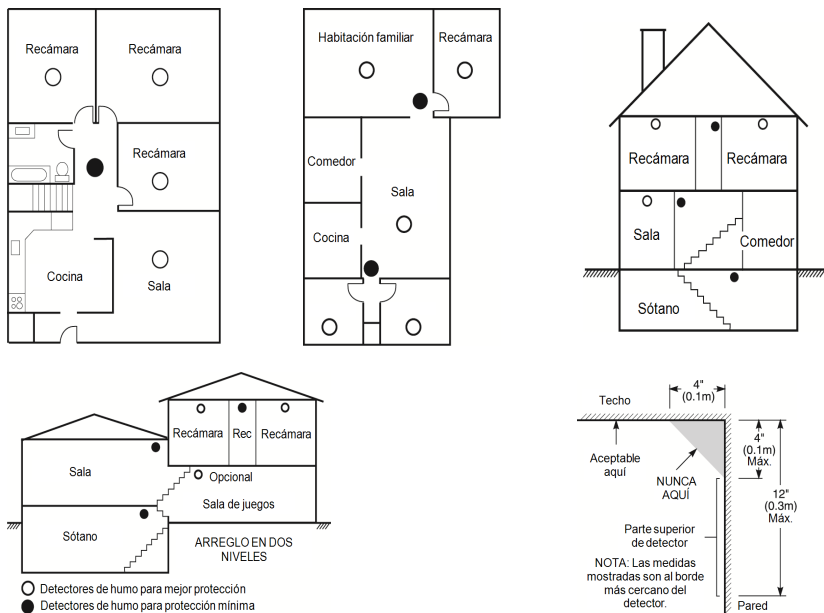 Recámara
Recámara
Recámara
Cocina
Sala
Habitación familiar
Recámara
Comedor
Sala
Cocina
Recámara
Recámara
Sala
Comedor
Sótano
Sala
Sótano
Recámara
Rec
Recámara
Opcional
Sala de juegos
ARREGLO EN DOS
NIVELES
Detectores de humo para mejor protección
Detectores de humo para protección mínima
4"
(0.1m)
Techo
Aceptable
aquí
NUNCA
AQUÍ
4"
(0.1m)
Máx.
12"
(0.3m)
Máx.
Parte superior
de detector
NOTA: Las medidas
mostradas son al borde
más cercano del
detector.
Pared